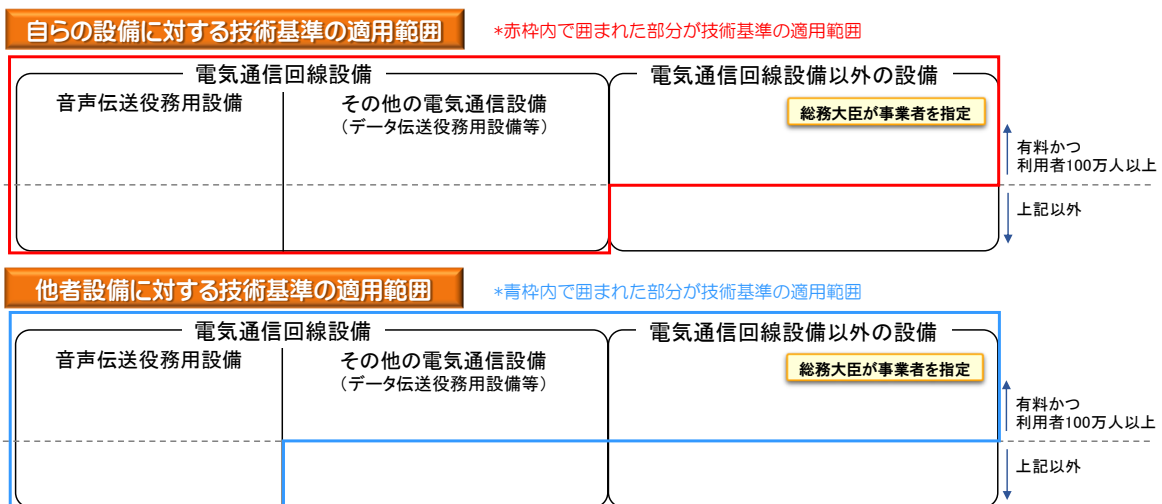 自らの設備に対する技術基準の適用範囲
*赤枠内で囲まれた部分が技術基準の適用範囲
電気通信回線設備
電気通信回線設備以外の設備
音声伝送役務用設備
その他の電気通信設備
（データ伝送役務用設備等）
総務大臣が事業者を指定
有料かつ
利用者100万人以上
上記以外
他者設備に対する技術基準の適用範囲
*青枠内で囲まれた部分が技術基準の適用範囲
電気通信回線設備
電気通信回線設備以外の設備
音声伝送役務用設備
その他の電気通信設備
（データ伝送役務用設備等）
総務大臣が事業者を指定
有料かつ
利用者100万人以上
上記以外